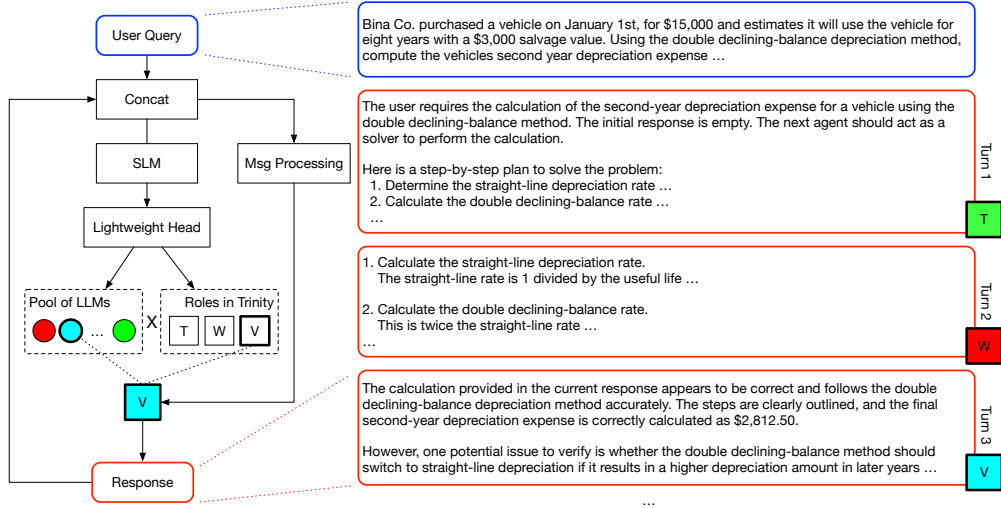 User Query
Concat
SLM
Msg Processing
Lightweight Head
Pool of LLMs
...
X
Roles in Trinity
T
W
V
V
Response
Bina Co. purchased a vehicle on January 1st, for $15,000 and estimates it will use the vehicle for
eight years with a $3,000 salvage value. Using the double declining-balance depreciation method,
compute the vehicles second year depreciation expense …
The user requires the calculation of the second-year depreciation expense for a vehicle using the
double declining-balance method. The initial response is empty. The next agent should act as a
solver to perform the calculation.
Here is a step-by-step plan to solve the problem:
1. Determine the straight-line depreciation rate …
2. Calculate the double declining-balance rate …
…
Turn 1
T
1. Calculate the straight-line depreciation rate.
The straight-line rate is 1 divided by the useful life …
2. Calculate the double declining-balance rate.
This is twice the straight-line rate …
…
Turn 2
W
The calculation provided in the current response appears to be correct and follows the double
declining-balance depreciation method accurately. The steps are clearly outlined, and the final
second-year depreciation expense is correctly calculated as $2,812.50.
However, one potential issue to verify is whether the double declining-balance method should
switch to straight-line depreciation if it results in a higher depreciation amount in later years …
Turn 3
V
…